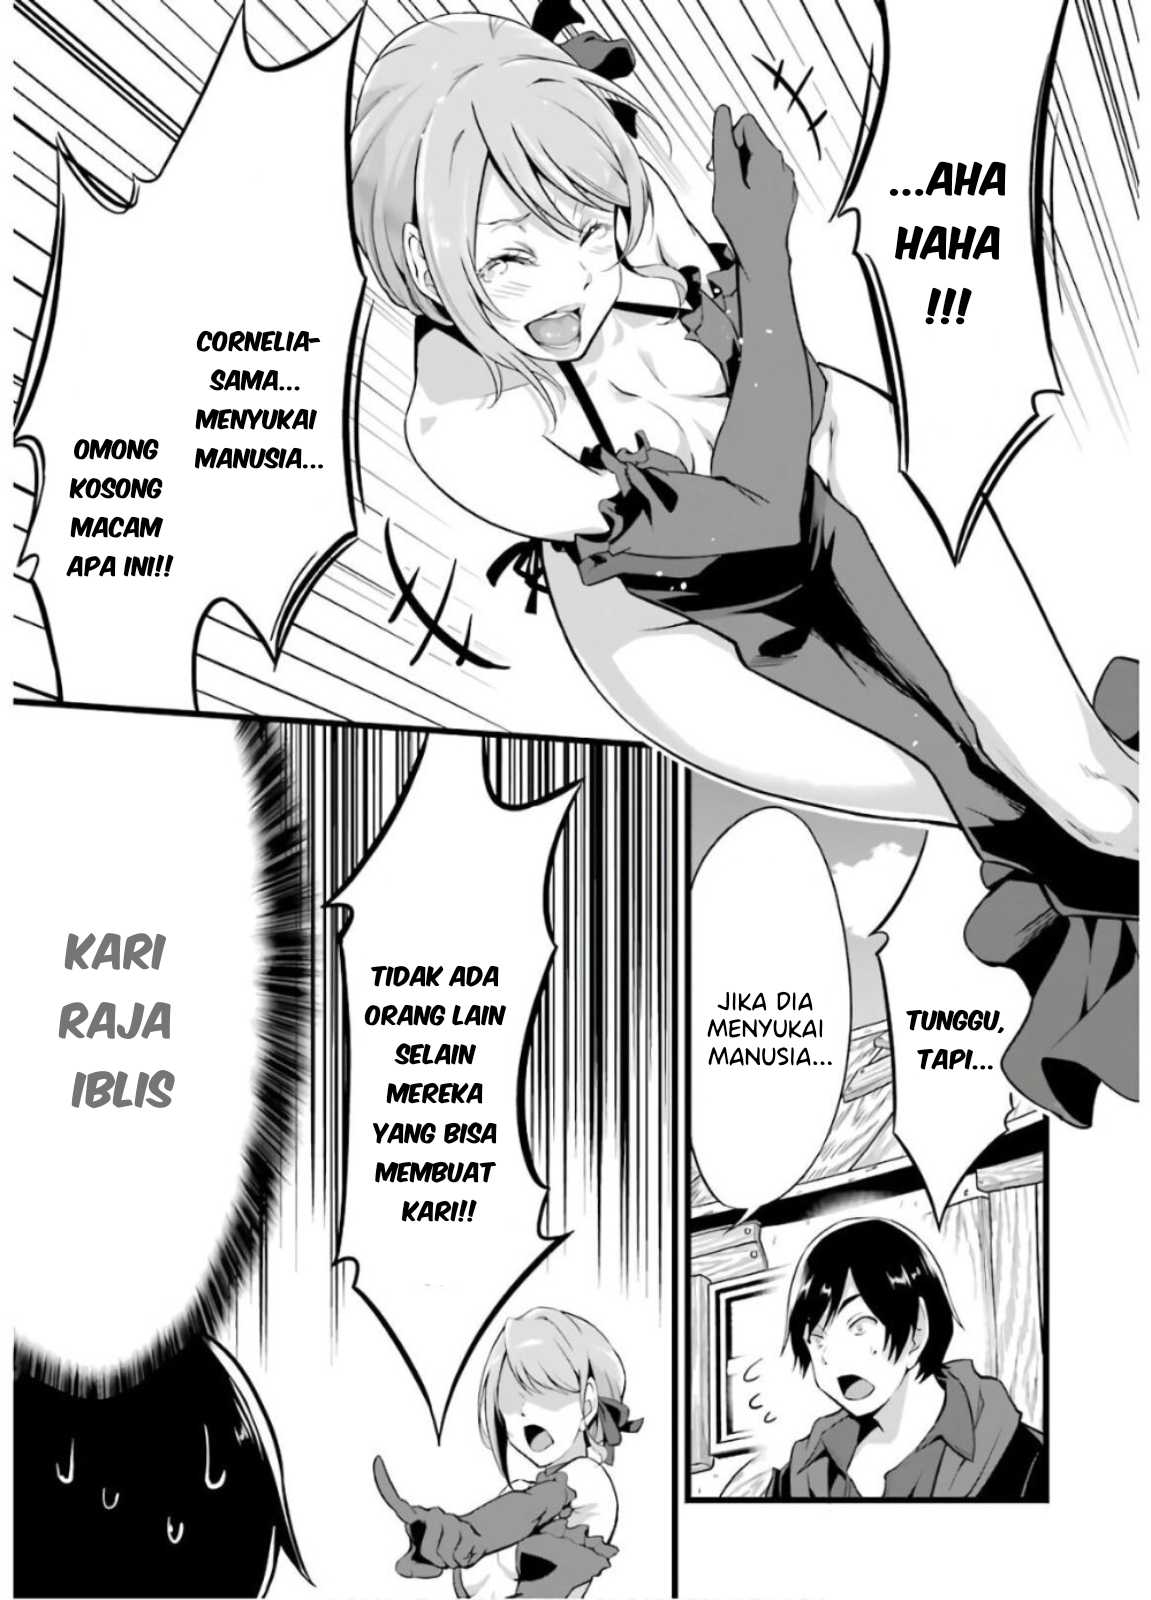 ...AHA
HAHA
!!!
CORNELIA-
SAMA...
MENYUKAI
MANUSIA...
OMONG
KOSONG
MACAM
APA INI!!
TUNGGU,
TAPI...
JIKA DIA
MENYUKAI
MANUSIA...
TIDAK ADA
ORANG LAIN
SELAIN
MEREKA
YANG BISA
MEMBUAT
KARI!!
KARI
RAJA
IBLIS